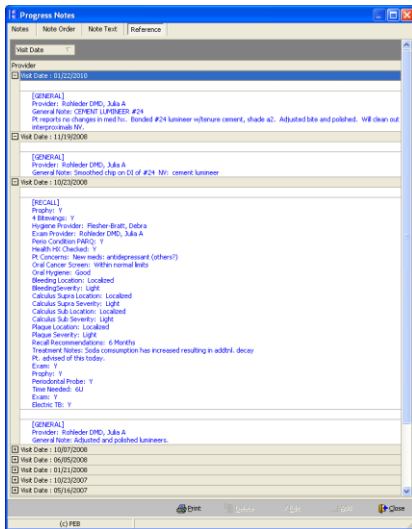 Progress Notes
Notes Note Order Note Text Reference
Visit Date
Provider
Visit Date : 01/22/2010
[GENERAL]
Provider: Rohleder DMD, Julia A
General Note: CEMENT LUMINEER #24
Pt reports no changes in med hx. Bonded #24 lumineer w/tenure cement, shade a2. Adjusted bite and polished. Will clean out
interproximals NV.
Visit Date : 11/19/2008
[GENERAL]
Provider: Rohleder DMD, Julia A
General Note: Smoothed chip on DI of #24 NV: cement lumineer
Visit Date : 10/23/2008
[RECALL]
Prophy: Y
4 Bitewings: Y
Hygiene Provider: Flesher-Bratt, Debra
Exam Provider: Rohleder DMD, Julia A
Perio Condition PARQ: Y
Health HX Checked: Y
Pt Concerns: New meds: antidepressant (others?)
Oral Cancer Screen: Within normal limits
Oral Hygiene: Good
Bleeding Location: Localized
BleedingSeverity: Light
Calculus Supra Location: Localized
Calculus Supra Severity: Light
Calculus Sub Location: Localized
Calculus Sub Severity: Light
Plaque Location: Localized
Plaque Severity: Light
Recall Recommendations: 6 Months
Treatment Notes: Soda comsumption has increased resulting in addtnl. decay
Pt. advised of this today.
Exam: Y
Prophy: Y
Periodontal Probe: Y
Time Needed: 6U
Exam: Y
Electric TB: Y
[GENERAL]
Provider: Rohleder DMD, Julia A
General Note: Adjusted and polished lumineers.
Visit Date : 10/07/2008
Visit Date : 06/05/2008
Visit Date : 01/21/2008
Visit Date : 10/23/2007
Visit Date : 05/16/2007
Print Delete Edit Add Close
(c) PEB